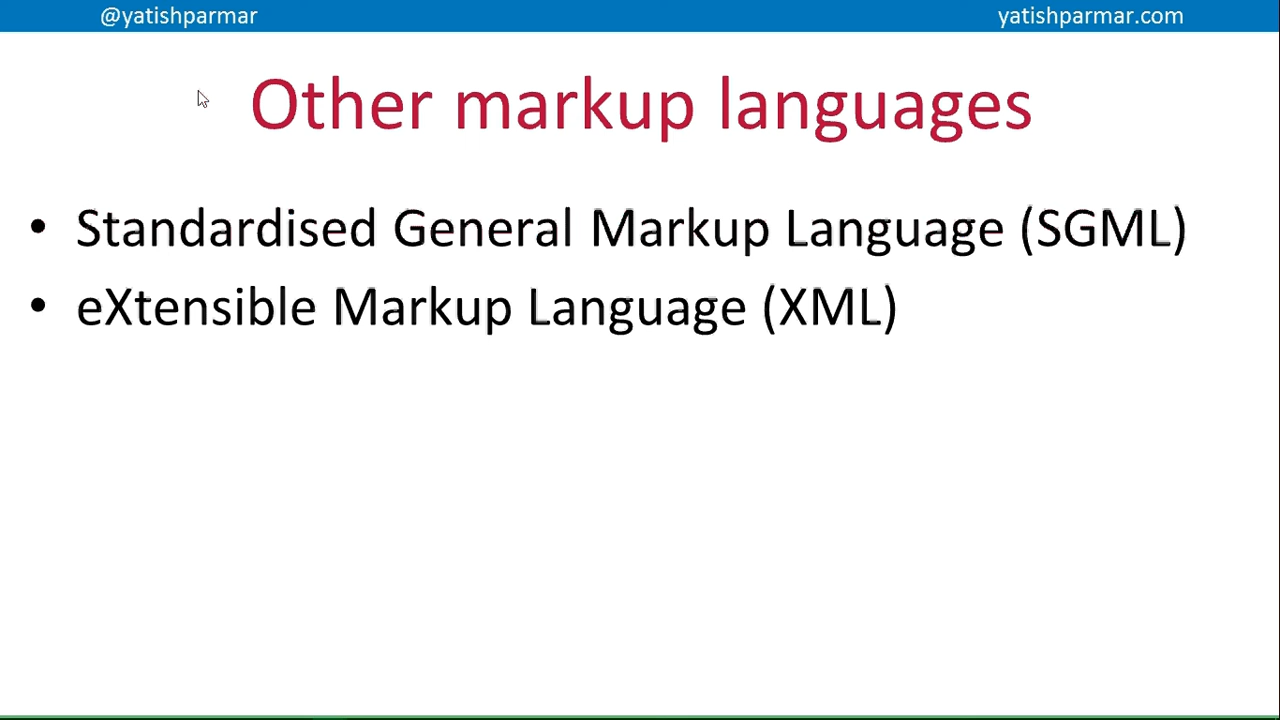 @yatishparmar yatishparmar.com
Other markup languages
• Standardised General Markup Language (SGML)
• eXtensible Markup Language (XML)